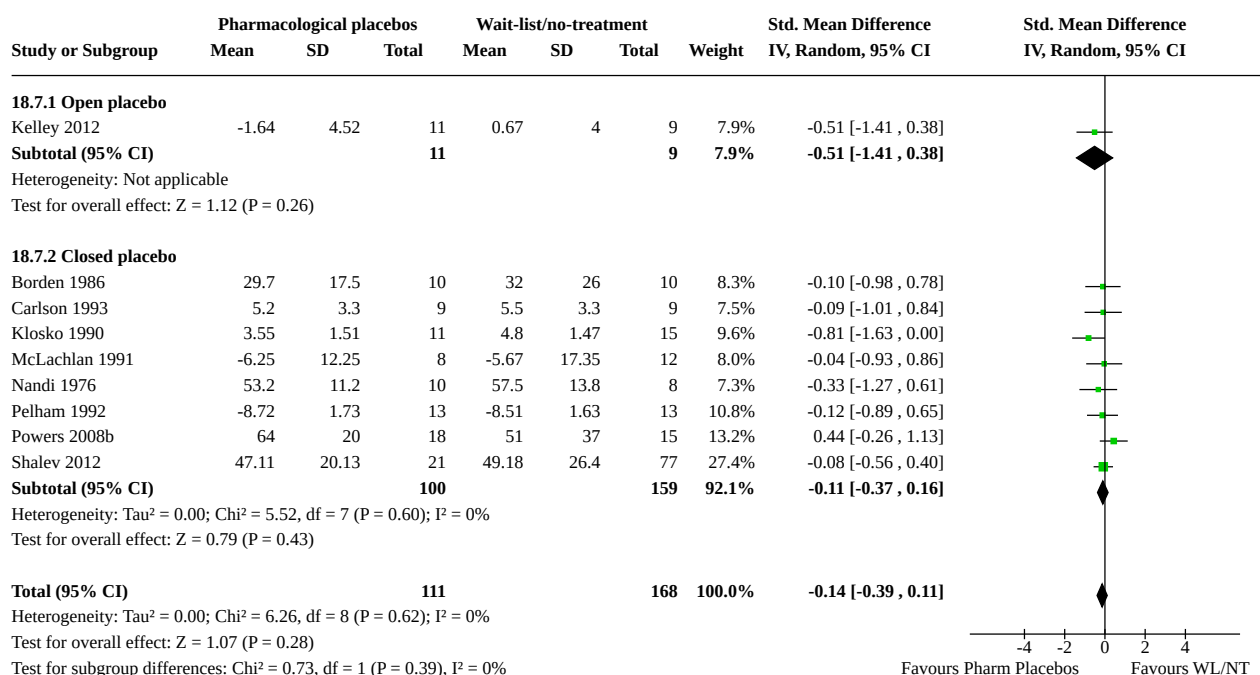 Pharmacological placebos Wait-list/no-treatment Std. Mean Difference Std. Mean Difference
Study or Subgroup Mean SD Total Mean SD Total Weight IV, Random, 95% CI IV, Random, 95% CI
18.7.1 Open placebo
Kelley 2012 -1.64 4.52 11 0.67 4 9 7.9% -0.51 [-1.41 , 0.38]
Subtotal (95% CI) 11 9 7.9% -0.51 [-1.41 , 0.38]
Heterogeneity: Not applicable
Test for overall effect: Z = 1.12 (P = 0.26)
18.7.2 Closed placebo
Borden 1986 29.7 17.5 10 32 26 10 8.3% -0.10 [-0.98 , 0.78]
Carlson 1993 5.2 3.3 9 5.5 3.3 9 7.5% -0.09 [-1.01 , 0.84]
Klosko 1990 3.55 1.51 11 4.8 1.47 15 9.6% -0.81 [-1.63 , 0.00]
McLachlan 1991 -6.25 12.25 8 -5.67 17.35 12 8.0% -0.04 [-0.93 , 0.86]
Nandi 1976 53.2 11.2 10 57.5 13.8 8 7.3% -0.33 [-1.27 , 0.61]
Pelham 1992 -8.72 1.73 13 -8.51 1.63 13 10.8% -0.12 [-0.89 , 0.65]
Powers 2008b 64 20 18 51 37 15 13.2% 0.44 [-0.26 , 1.13]
Shalev 2012 47.11 20.13 21 49.18 26.4 77 27.4% -0.08 [-0.56 , 0.40]
Subtotal (95% CI) 100 159 92.1% -0.11 [-0.37 , 0.16]
Heterogeneity: Tau² = 0.00; Chi² = 5.52, df = 7 (P = 0.60); I² = 0%
Test for overall effect: Z = 0.79 (P = 0.43)
Total (95% CI) 111 168 100.0% -0.14 [-0.39 , 0.11]
Heterogeneity: Tau² = 0.00; Chi² = 6.26, df = 8 (P = 0.62); I² = 0%
Test for overall effect: Z = 1.07 (P = 0.28)
-4 -2 0 2 4
Test for subgroup differences: Chi² = 0.73, df = 1 (P = 0.39), I² = 0% Favours Pharm Placebos Favours WL/NT